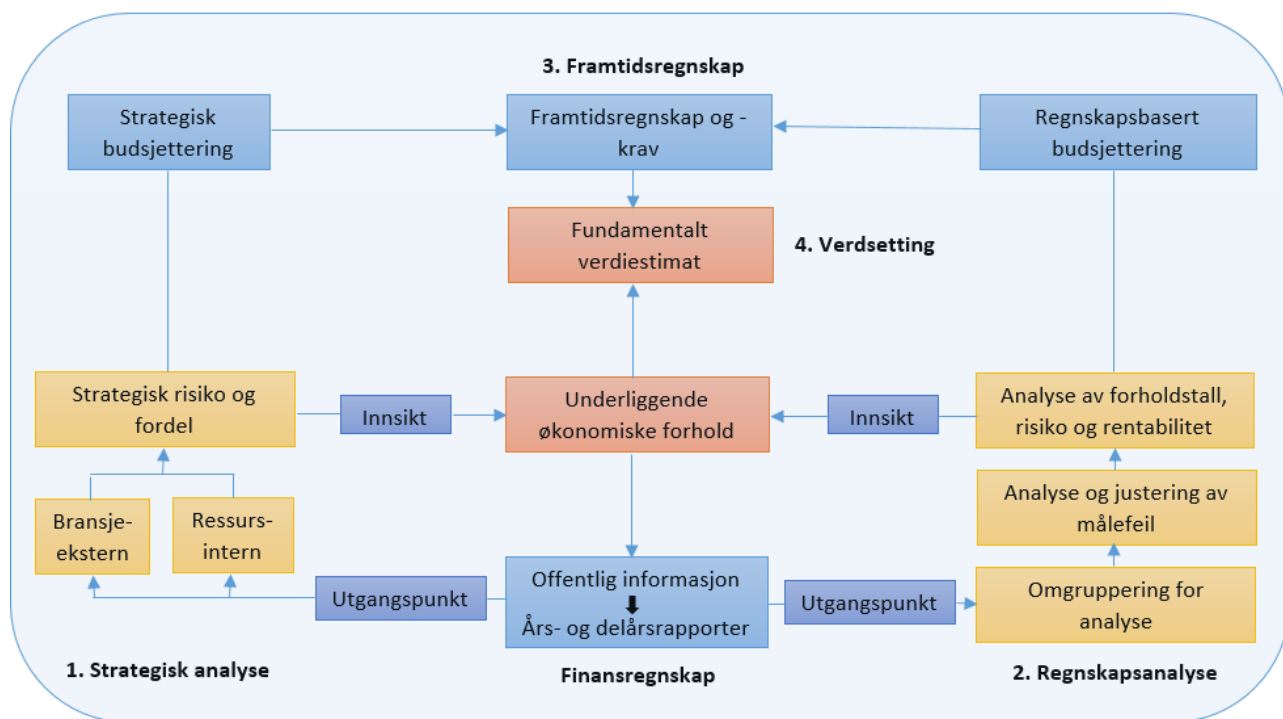 3. Framtidsregnskap
Strategisk
budsjettering
Framtidsregnskap og -
krav
Regnskapsbasert
budsjettering
Fundamentalt
verdiestimat
4. Verdsetting
Strategisk risiko og
fordel
Innsikt
Underliggende
økonomiske forhold
Innsikt
Analyse av forholdstall,
risiko og rentabilitet
Bransje-
ekstern
Ressurs-
intern
Analyse og justering av
målefeil
Utgangspunkt
Offentlig informasjon
Års- og delårsrapporter
Utgangspunkt
Omgruppering for
analyse
1. Strategisk analyse
Finansregnskap
2. Regnskapsanalyse